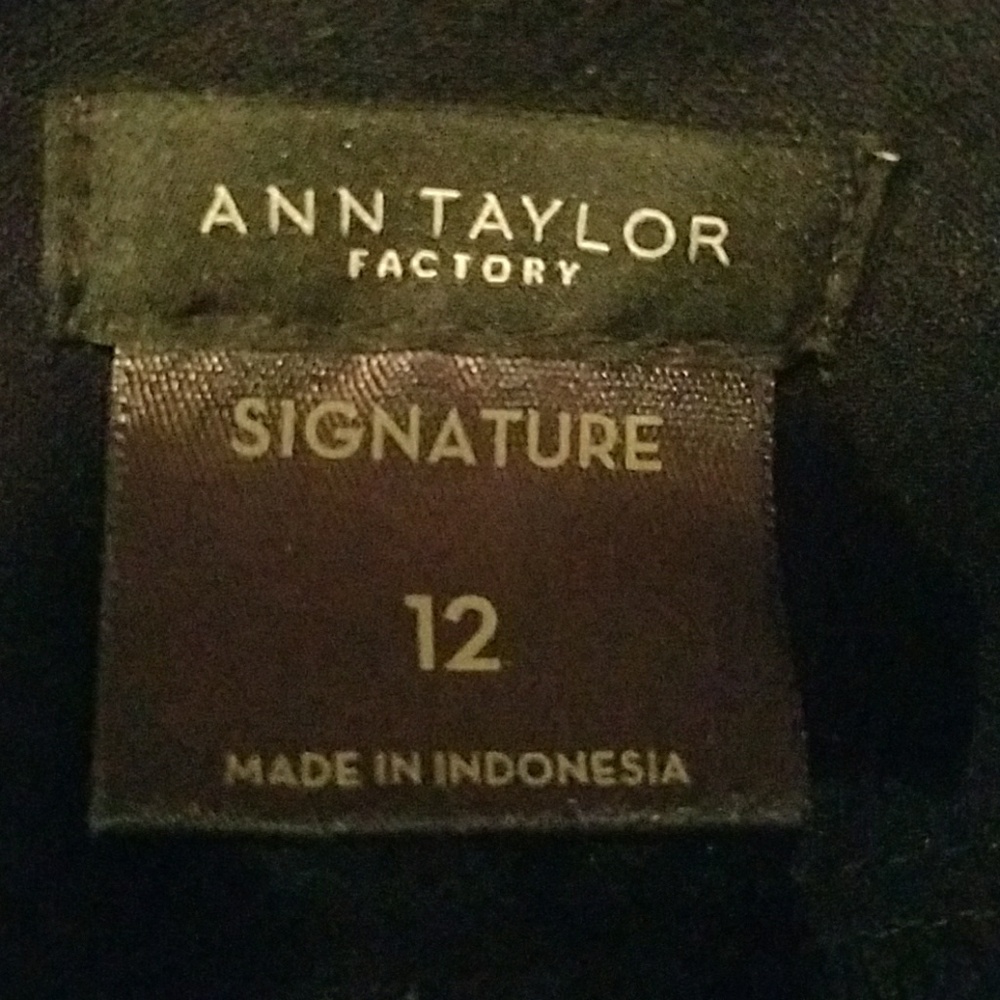 ANN TAYLOR
FACTORY
SIGNATURE
12
MADE IN INDONESIA